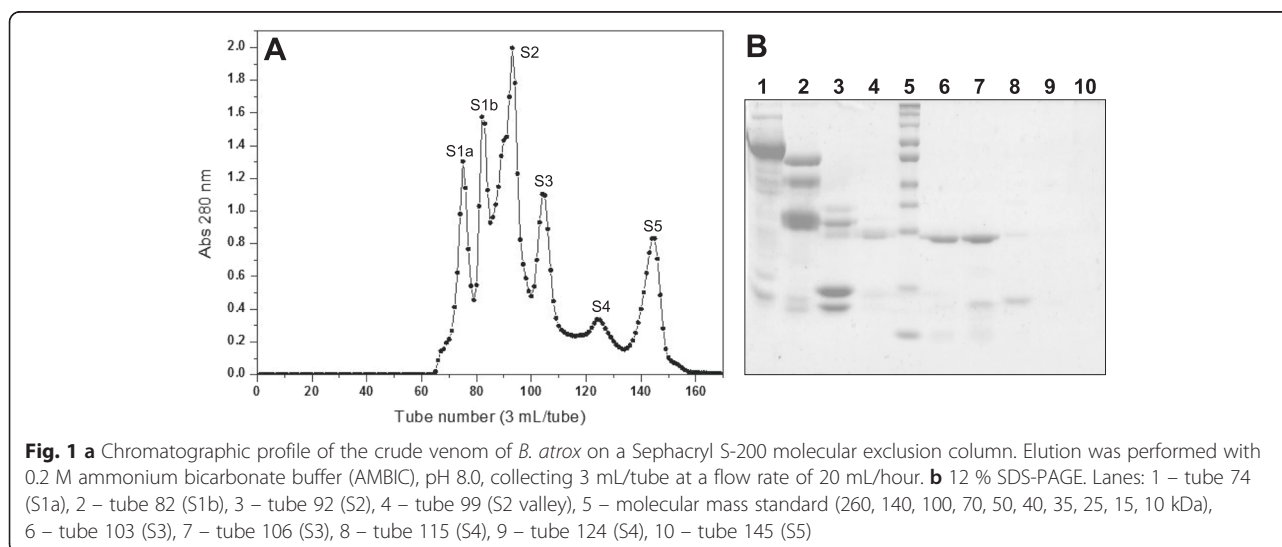 A
B
2.0
1.8
1.6
1.4
1.2
1.0
0.8
0.6
0.4
0.2
0.0
Abs 280 nm
S1a
S1b
S2
S3
S4
S5
0 20 40 60 80 100 120 140 160
Tube number (3 mL/tube)
1 2 3 4 5 6 7 8 9 10
Fig. 1 a Chromatographic profile of the crude venom of B. atrox on a Sephacryl S-200 molecular exclusion column. Elution was performed with
0.2 M ammonium bicarbonate buffer (AMBIC), pH 8.0, collecting 3 mL/tube at a flow rate of 20 mL/hour. b 12 % SDS-PAGE. Lanes: 1 – tube 74
(S1a), 2 – tube 82 (S1b), 3 – tube 92 (S2), 4 – tube 99 (S2 valley), 5 – molecular mass standard (260, 140, 100, 70, 50, 40, 35, 25, 15, 10 kDa),
6 – tube 103 (S3), 7 – tube 106 (S3), 8 – tube 115 (S4), 9 – tube 124 (S4), 10 – tube 145 (S5)